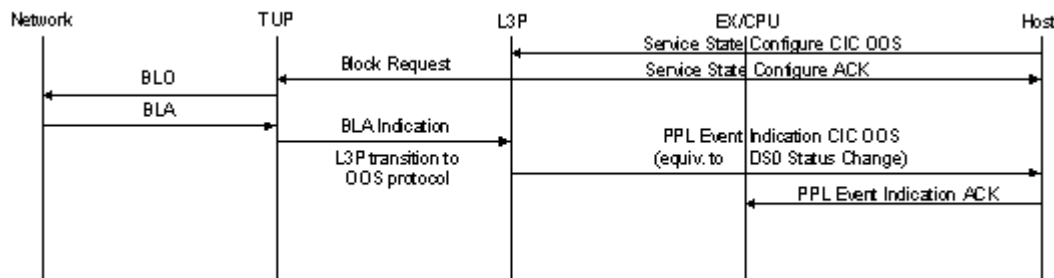 Network TUP L3P EX/CPU Host
Service State Configure CIC OOS
Block Request Service State Configure ACK
BLO
BLA
BLA Indication PPL Event Indication CIC OOS
L3P transition to (equiv. to DS0 Status Change)
OOS protocol
PPL Event Indication ACK